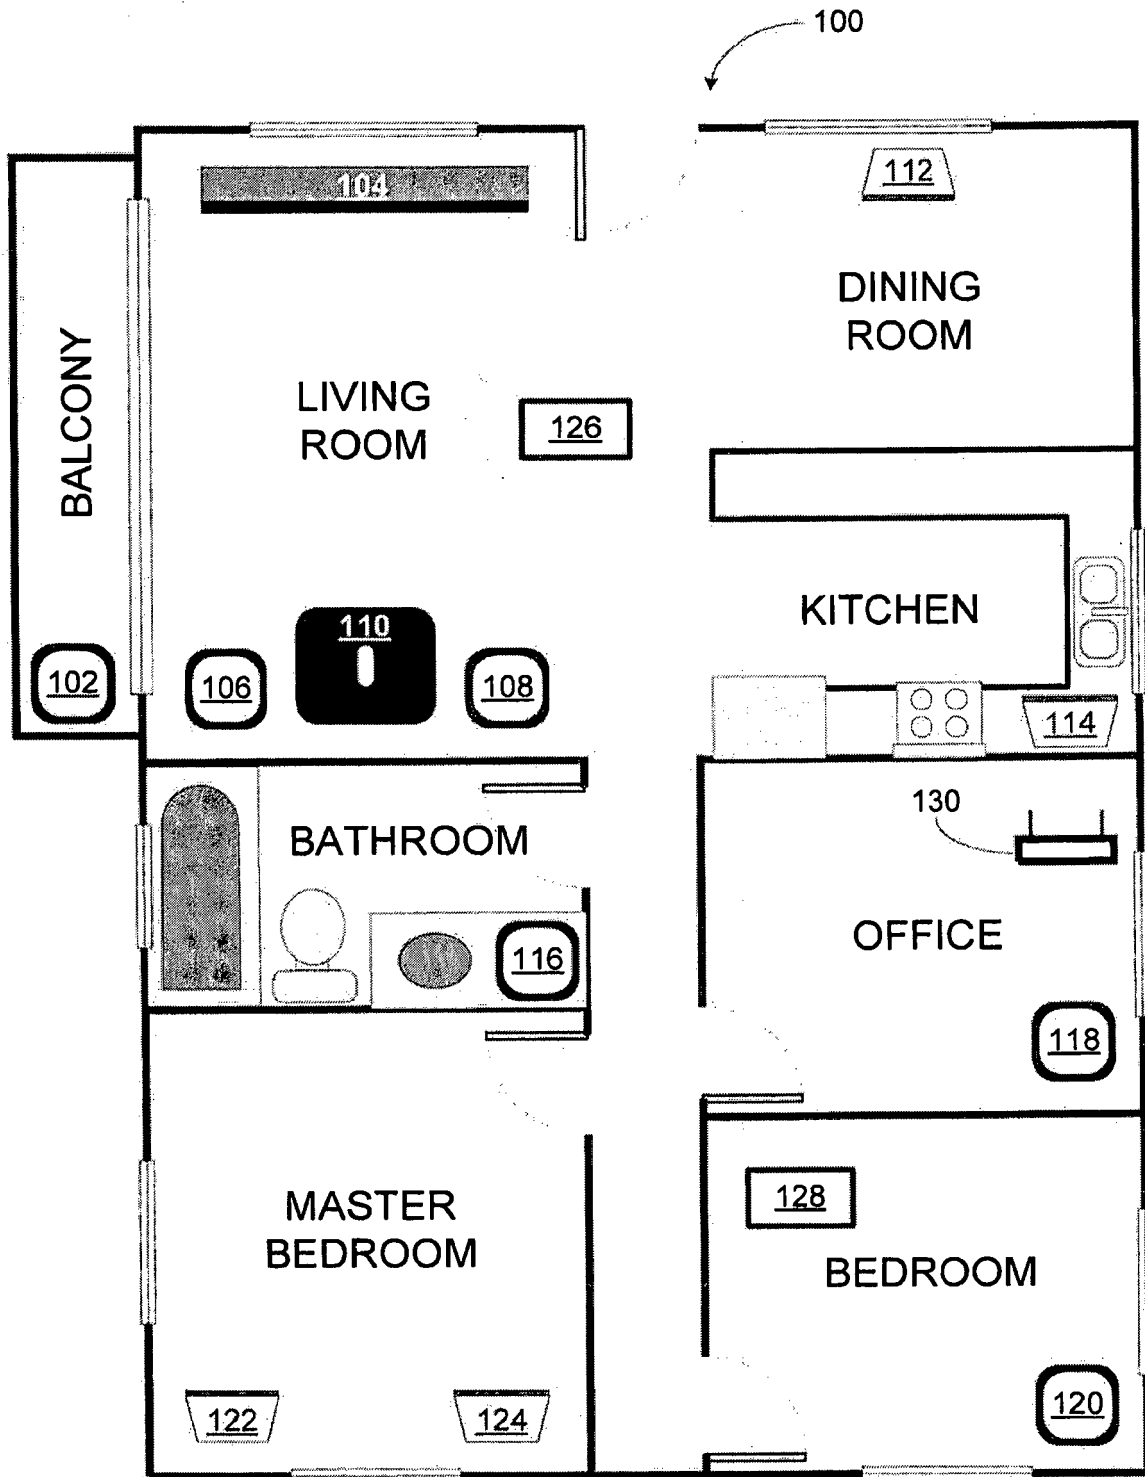 100
104
112
DINING
ROOM
BALCONY
LIVING
ROOM
126
KITCHEN
110
102
106
108
114
130
BATHROOM
OFFICE
116
118
128
MASTER
BEDROOM
BEDROOM
120
122
124